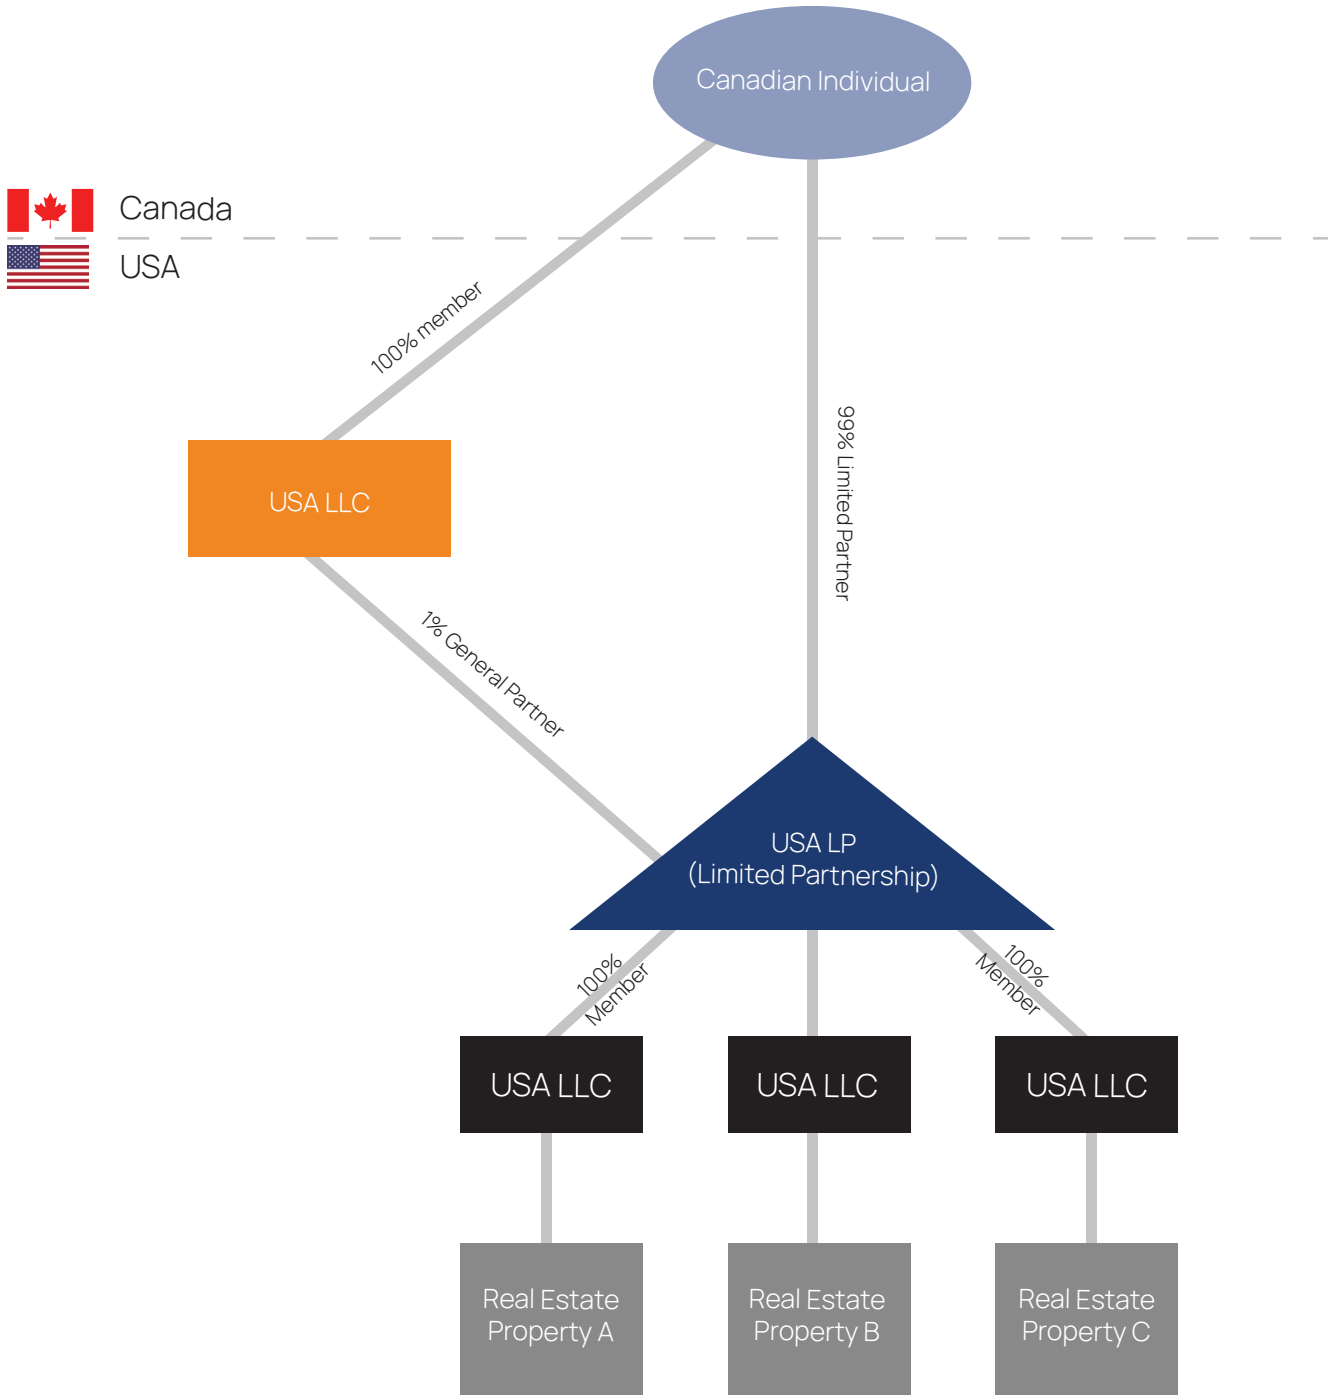 Canadian Individual
Canada
USA
100% member
99% Limited Partner
USA LLC
1% General Partner
USA LP
(Limited Partnership)
100%
Member
100%
Member
USA LLC
USA LLC
USA LLC
Real Estate
Property A
Real Estate
Property B
Real Estate
Property C